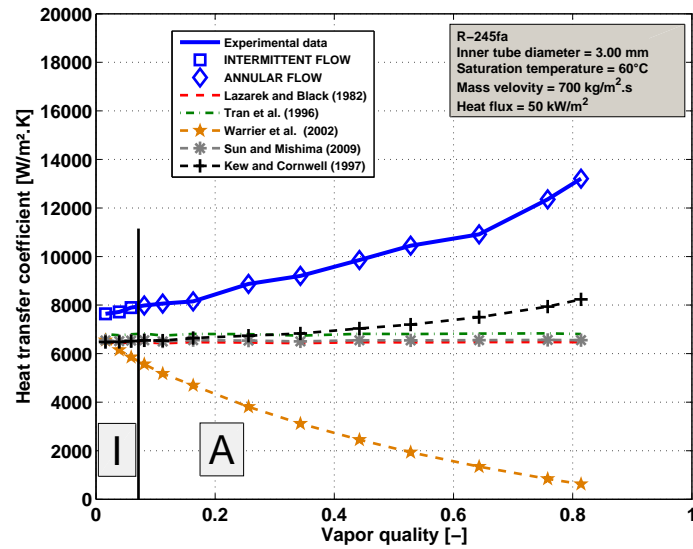 20000
18000
16000
14000
12000
10000
8000
6000
4000
2000
0
Heat transfer coefficient [W/m².K]
Experimental data
INTERMITTENT FLOW
ANNULAR FLOW
Lazarek and Black (1982)
Tran et al. (1996)
Warrier et al. (2002)
Sun and Mishima (2009)
Kew and Cornwell (1997)
R−245fa
Inner tube diameter = 3.00 mm
Saturation temperature = 60°C
Mass velovity = 700 kg/m².s
Heat flux = 50 kW/m²
I
A
0 0.2 0.4 0.6 0.8 1
Vapor quality [−]